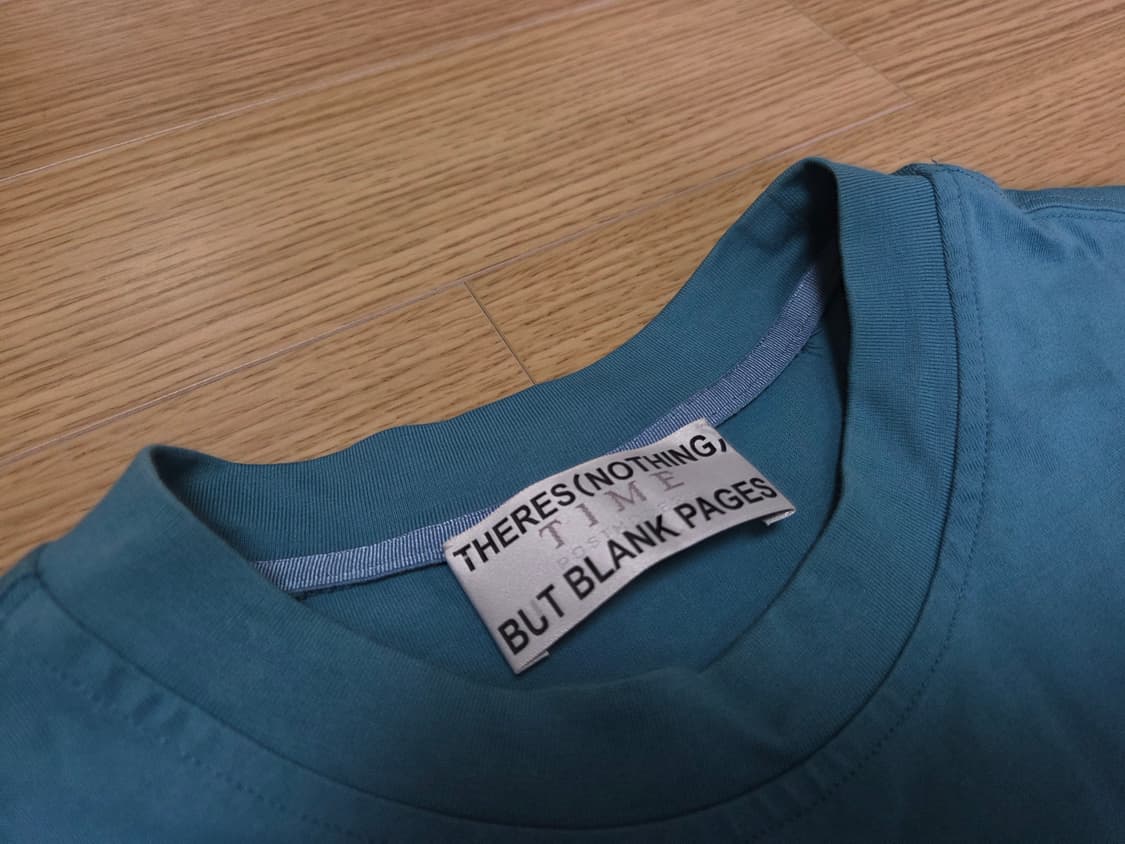 THERES(NOTHING)
TIME
BUT BLANK PAGES